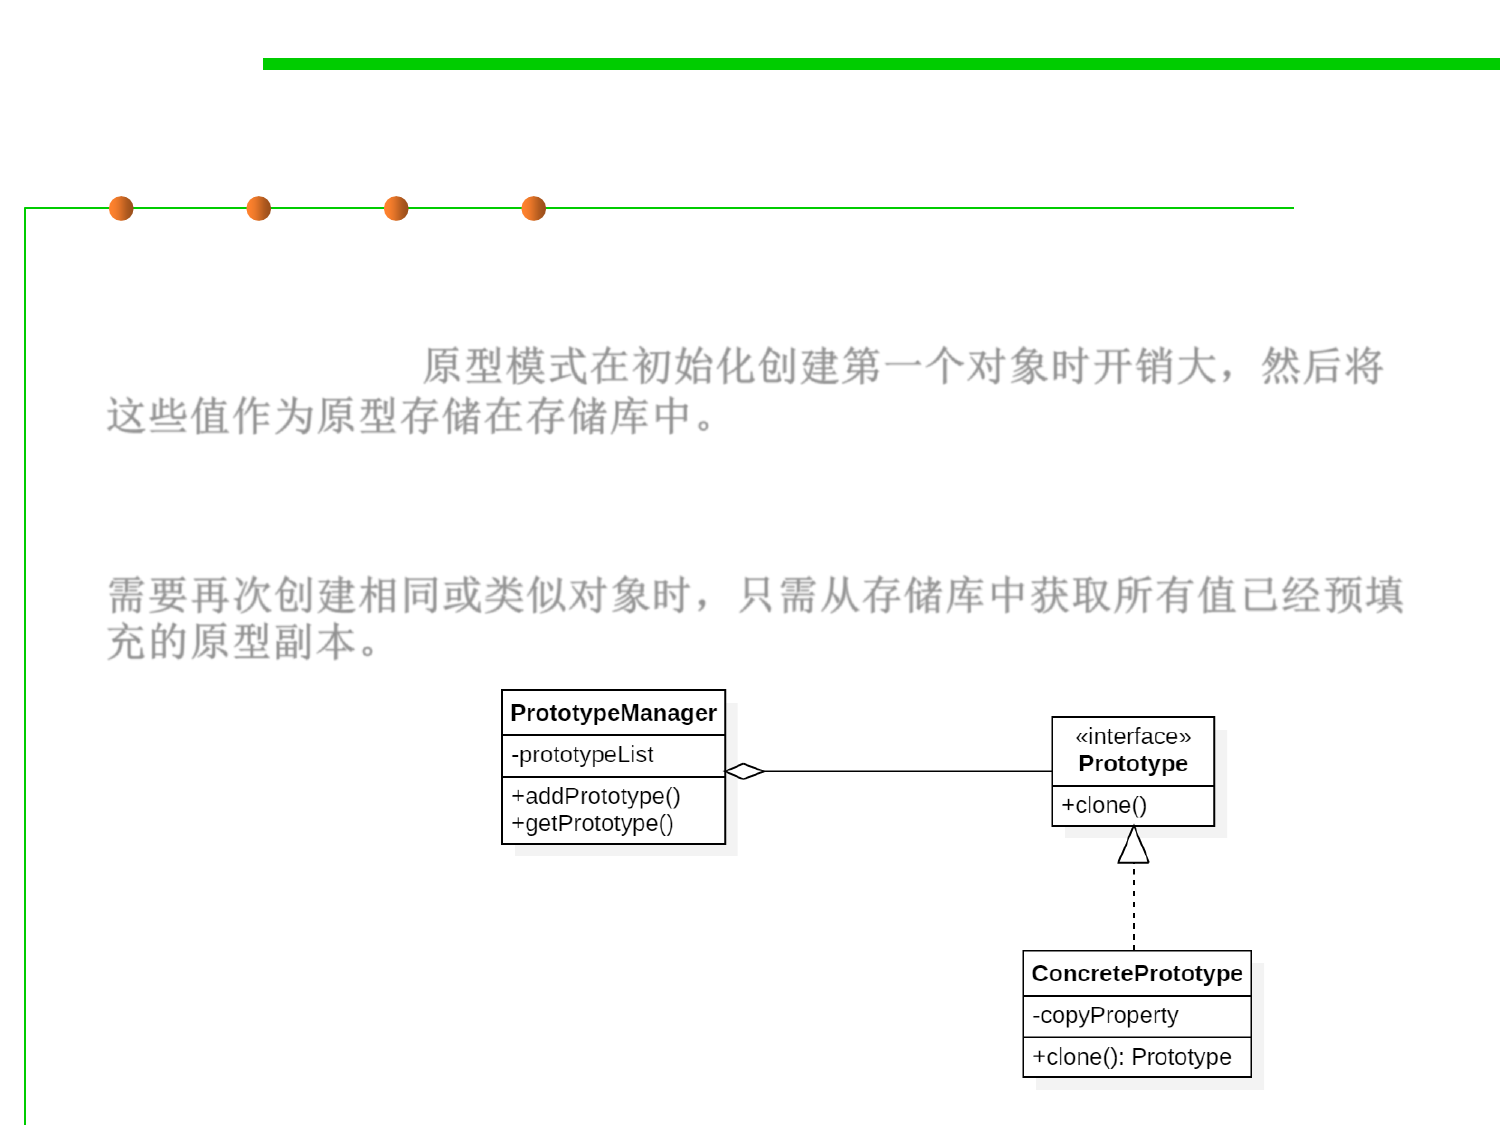 原型模式在初始化创建第一个对象时开销大，然后将
这些值作为原型存储在存储库中。
需要再次创建相同或类似对象时，只需从存储库中获取所有值已经预填
充的原型副本。
PrototypeManager
-prototypeList
+addPrototype()
+getPrototype()
«interface»
Prototype
+clone()
ConcretePrototype
-copyProperty
+clone(): Prototype